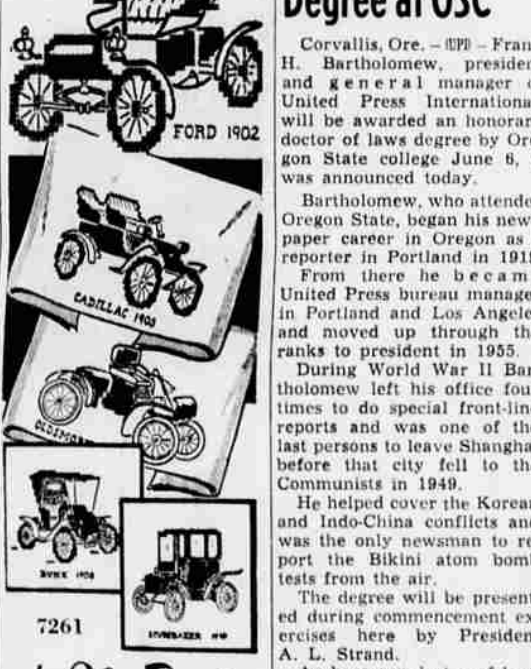 Degree at OSC
Corvallis, Ore. — (UPI) — Fran
H. Bartholomew, presiden
and general manager o
United Press Internationa
will be awarded an honorar
doctor of laws degree by Ore
gon State college June 6,
was announced today.
Bartholomew, who attende
Oregon State, began his news
paper career in Oregon as
reporter in Portland in 191
From there he becam
United Press bureau manage
in Portland and Los Angele
and moved up through th
ranks to president in 1955.
During World War II Bar
tholomew left his office fou
times to do special front-lin
reports and was one of th
last persons to leave Shangha
before that city fell to th
Communists in 1949.
He helped cover the Korean
and Indo-China conflicts an
was the only newsman to re
port the Bikini atom bom
tests from the air.
The degree will be present
ed during commencement ex
ercises here by Presiden
A. L. Strand.
FORD 1902
CADILLAC 1903
OLDSMOB
BUICK
STUDEBAKER
7261